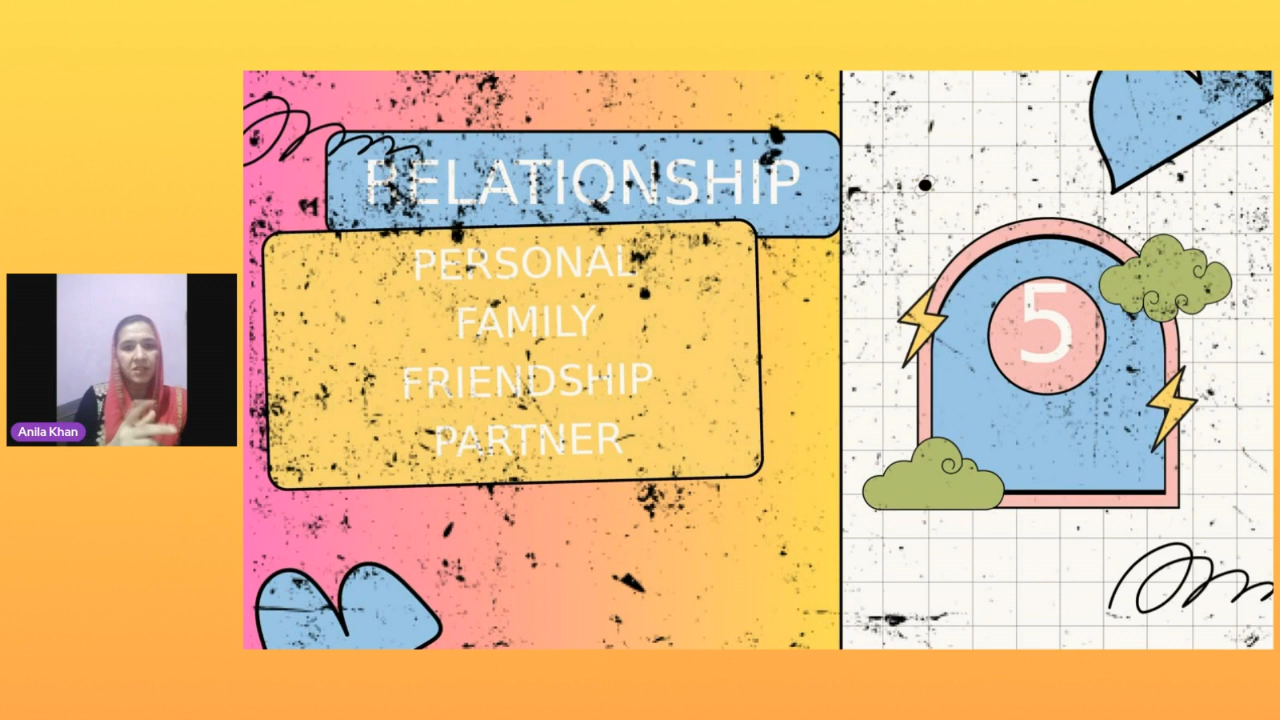 RELATIONSHIP
PERSONAL
FAMILY
FRIENDSHIP
PARTNER
5
Anila Khan